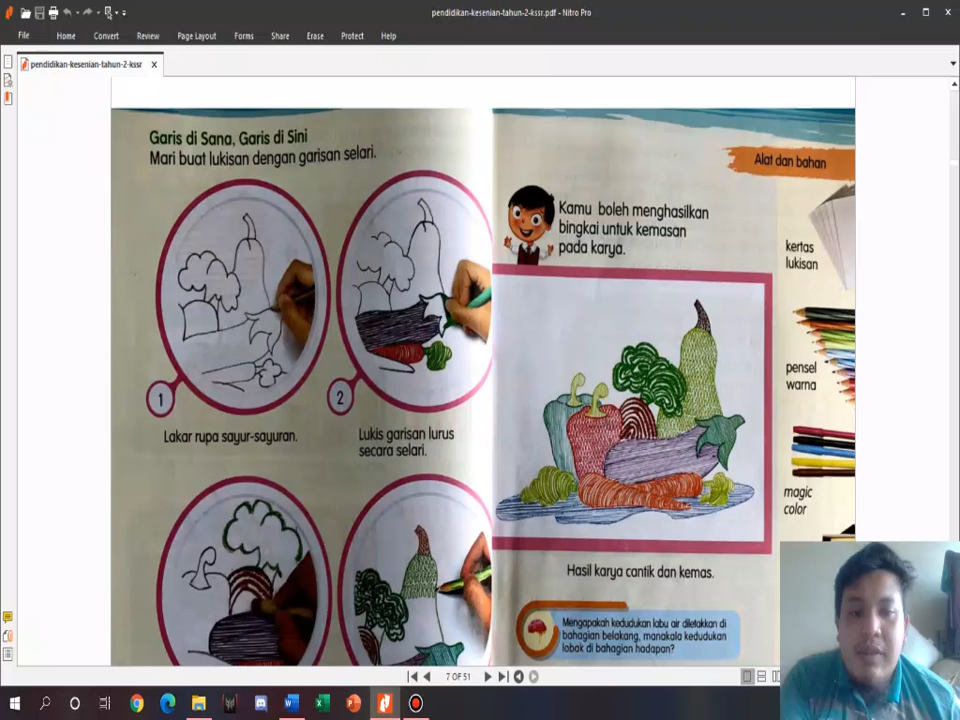 pendidikan-kesenian-tahun-2-kssr.pdf - Nitro Pro
File Home Convert Review Page Layout Forms Share Erase Protect Help
pendidikan-kesenian-tahun-2-kssr
Garis di Sana, Garis di Sini
Mari buat lukisan dengan garisan selari.
1
Lakar rupa sayur-sayuran.
2
Lukis garisan lurus
secara selari.
Kamu boleh menghasilkan
bingkai untuk kemasan
pada karya.
Hasil karya cantik dan kemas.
Mengapakah kedudukan labu air diletakkan di
bahagian belakang, manakala kedudukan
lobak di bahagian hadapan?
Alat dan bahan
kertas
lukisan
pensel
warna
magic
color
7 OF 51